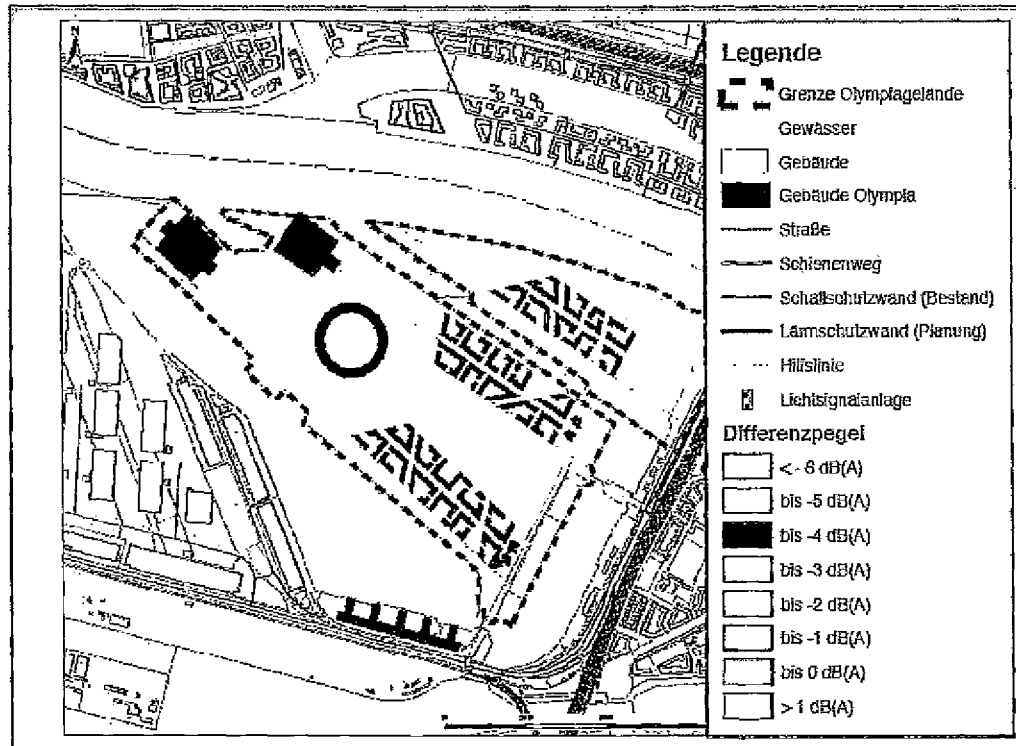 Legende
Grenze Olympiagelände
Gewässer
Gebäude
Gebäude Olympia
Straße
Schienenweg
Schallschutzwand (Bestand)
Lärmschutzwand (Planung)
Hilfslinie
Lichtsignalanlage
Differenzpegel
< - 6 dB(A)
bis -5 dB(A)
bis -4 dB(A)
bis -3 dB(A)
bis -2 dB(A)
bis -1 dB(A)
bis 0 dB(A)
> 1 dB(A)